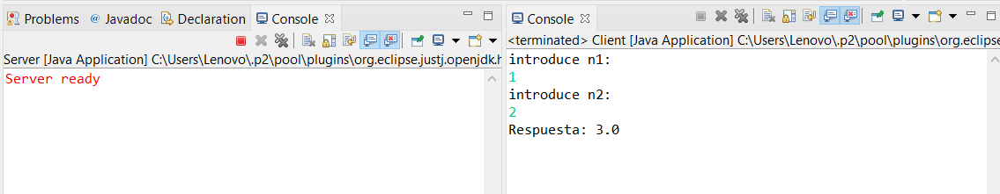 Problems @ Javadoc Declaration Console
Server [Java Application] C:\Users\Lenovo\.p2\pool\plugins\org.eclipse.justj.openjdk.h
Server ready
Console
<terminated> Client [Java Application] C:\Users\Lenovo\.p2\pool\plugins\org.eclipse
introduce n1:
1
introduce n2:
2
Respuesta: 3.0